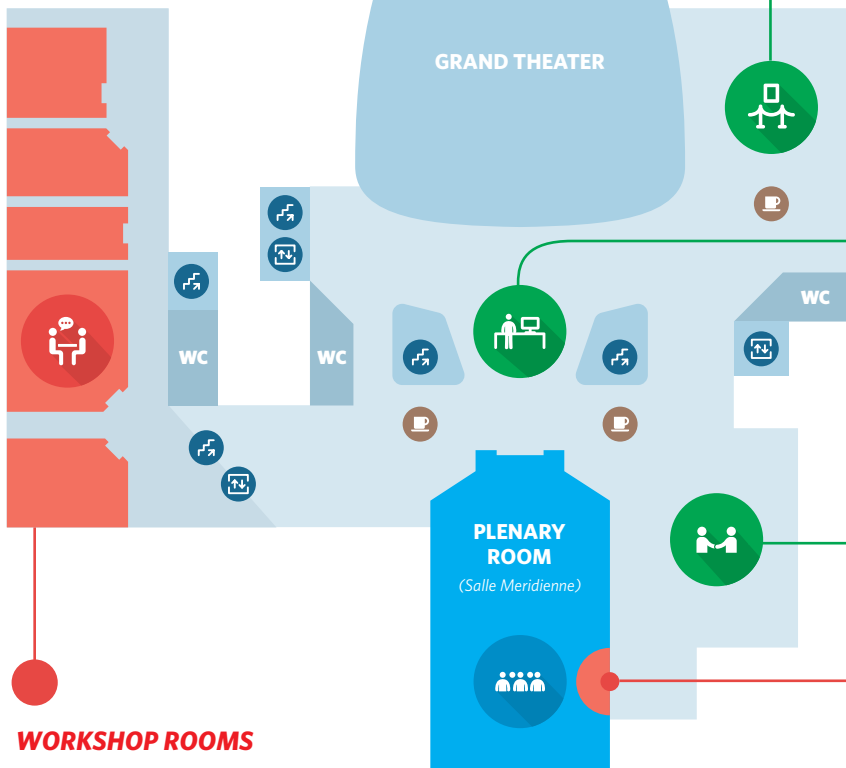 GRAND THEATER
WC
WC
WC
PLENARY
ROOM
(Salle Meridienne)
WORKSHOP ROOMS